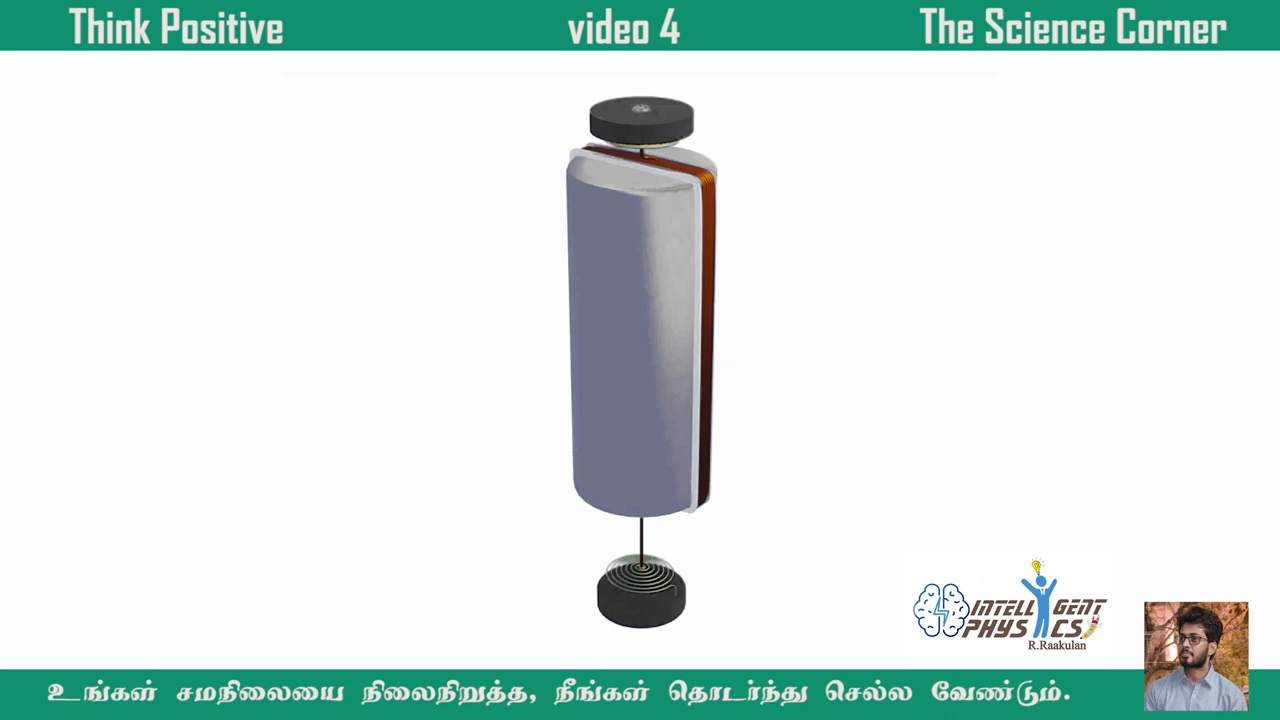 Think Positive
video 4
The Science Corner
INTELLIGENT
PHYSICS
R.Raakulan
உங்கள் சமநிலையை நிலைநிறுத்த, நீங்கள் தொடர்ந்து செல்ல வேண்டும்.